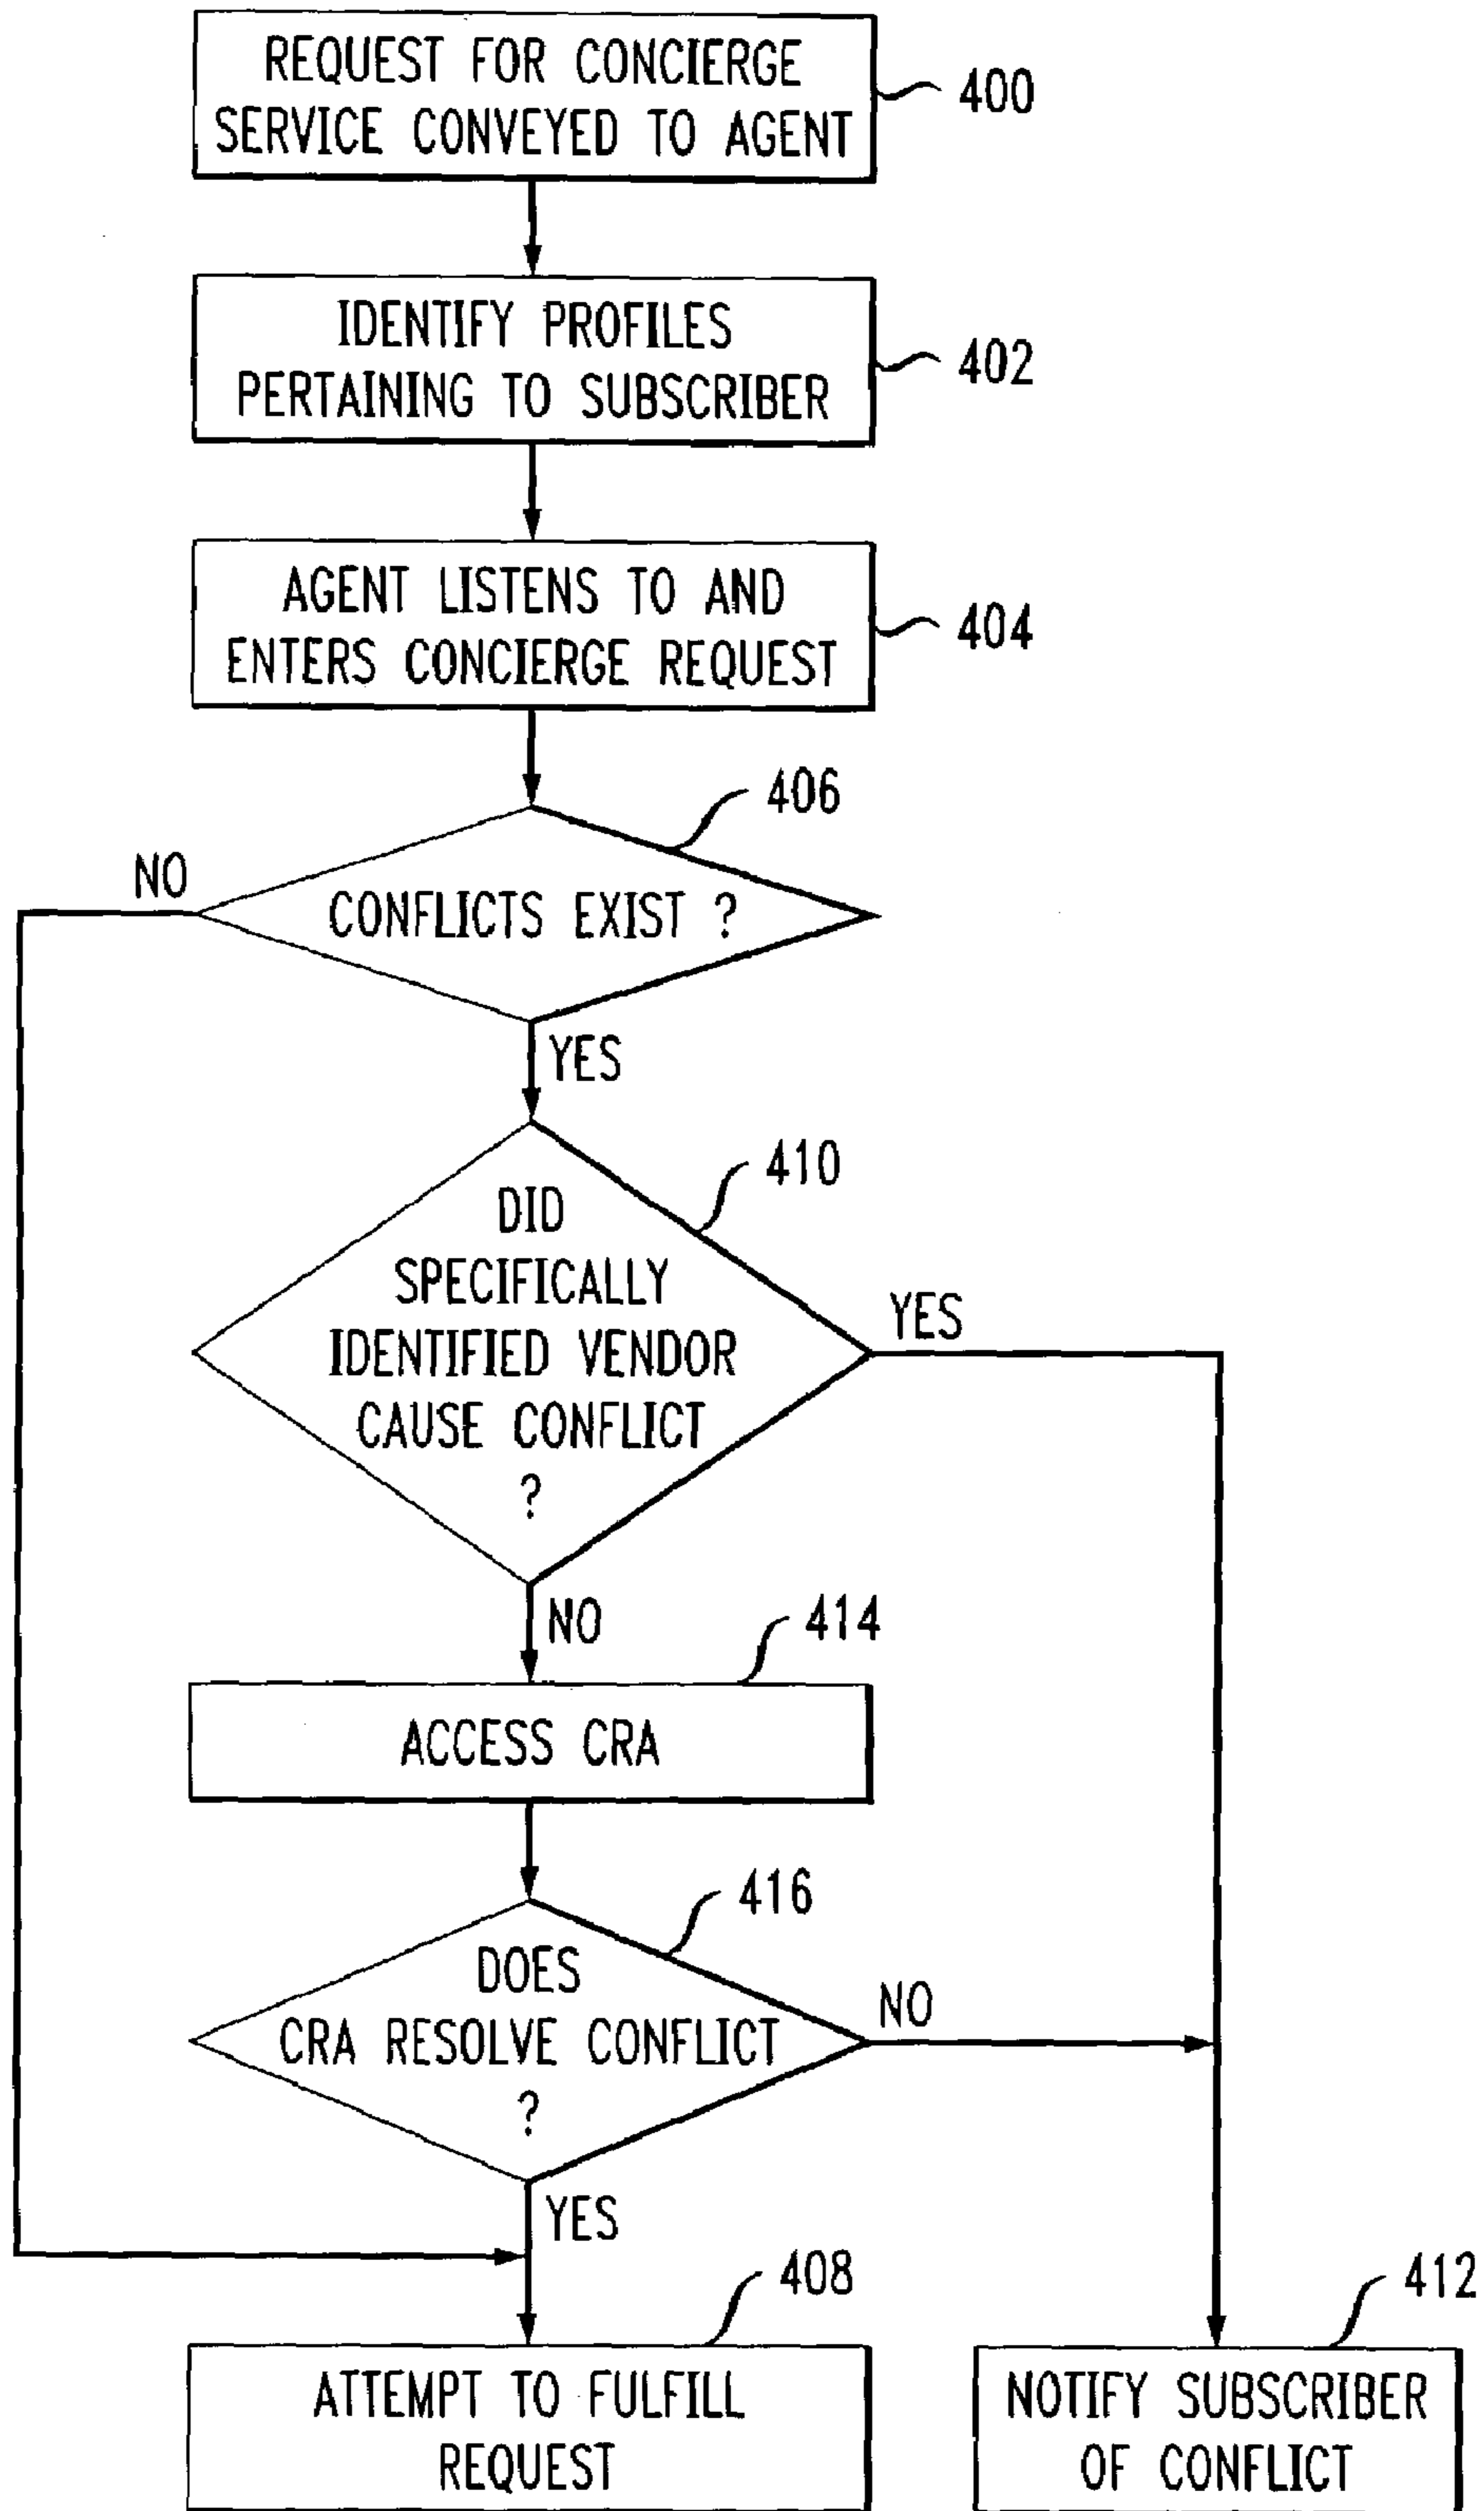 REQUEST FOR CONCIERGE
SERVICE CONVEYED TO AGENT
400
IDENTIFY PROFILES
PERTAINING TO SUBSCRIBER
402
AGENT LISTENS TO AND
ENTERS CONCIERGE REQUEST
404
406
NO
CONFLICTS EXIST ?
YES
410
DID
SPECIFICALLY
IDENTIFIED VENDOR
CAUSE CONFLICT
?
YES
NO
414
ACCESS CRA
416
DOES
CRA RESOLVE CONFLICT
?
NO
YES
408
ATTEMPT TO FULFILL
REQUEST
412
NOTIFY SUBSCRIBER
OF CONFLICT